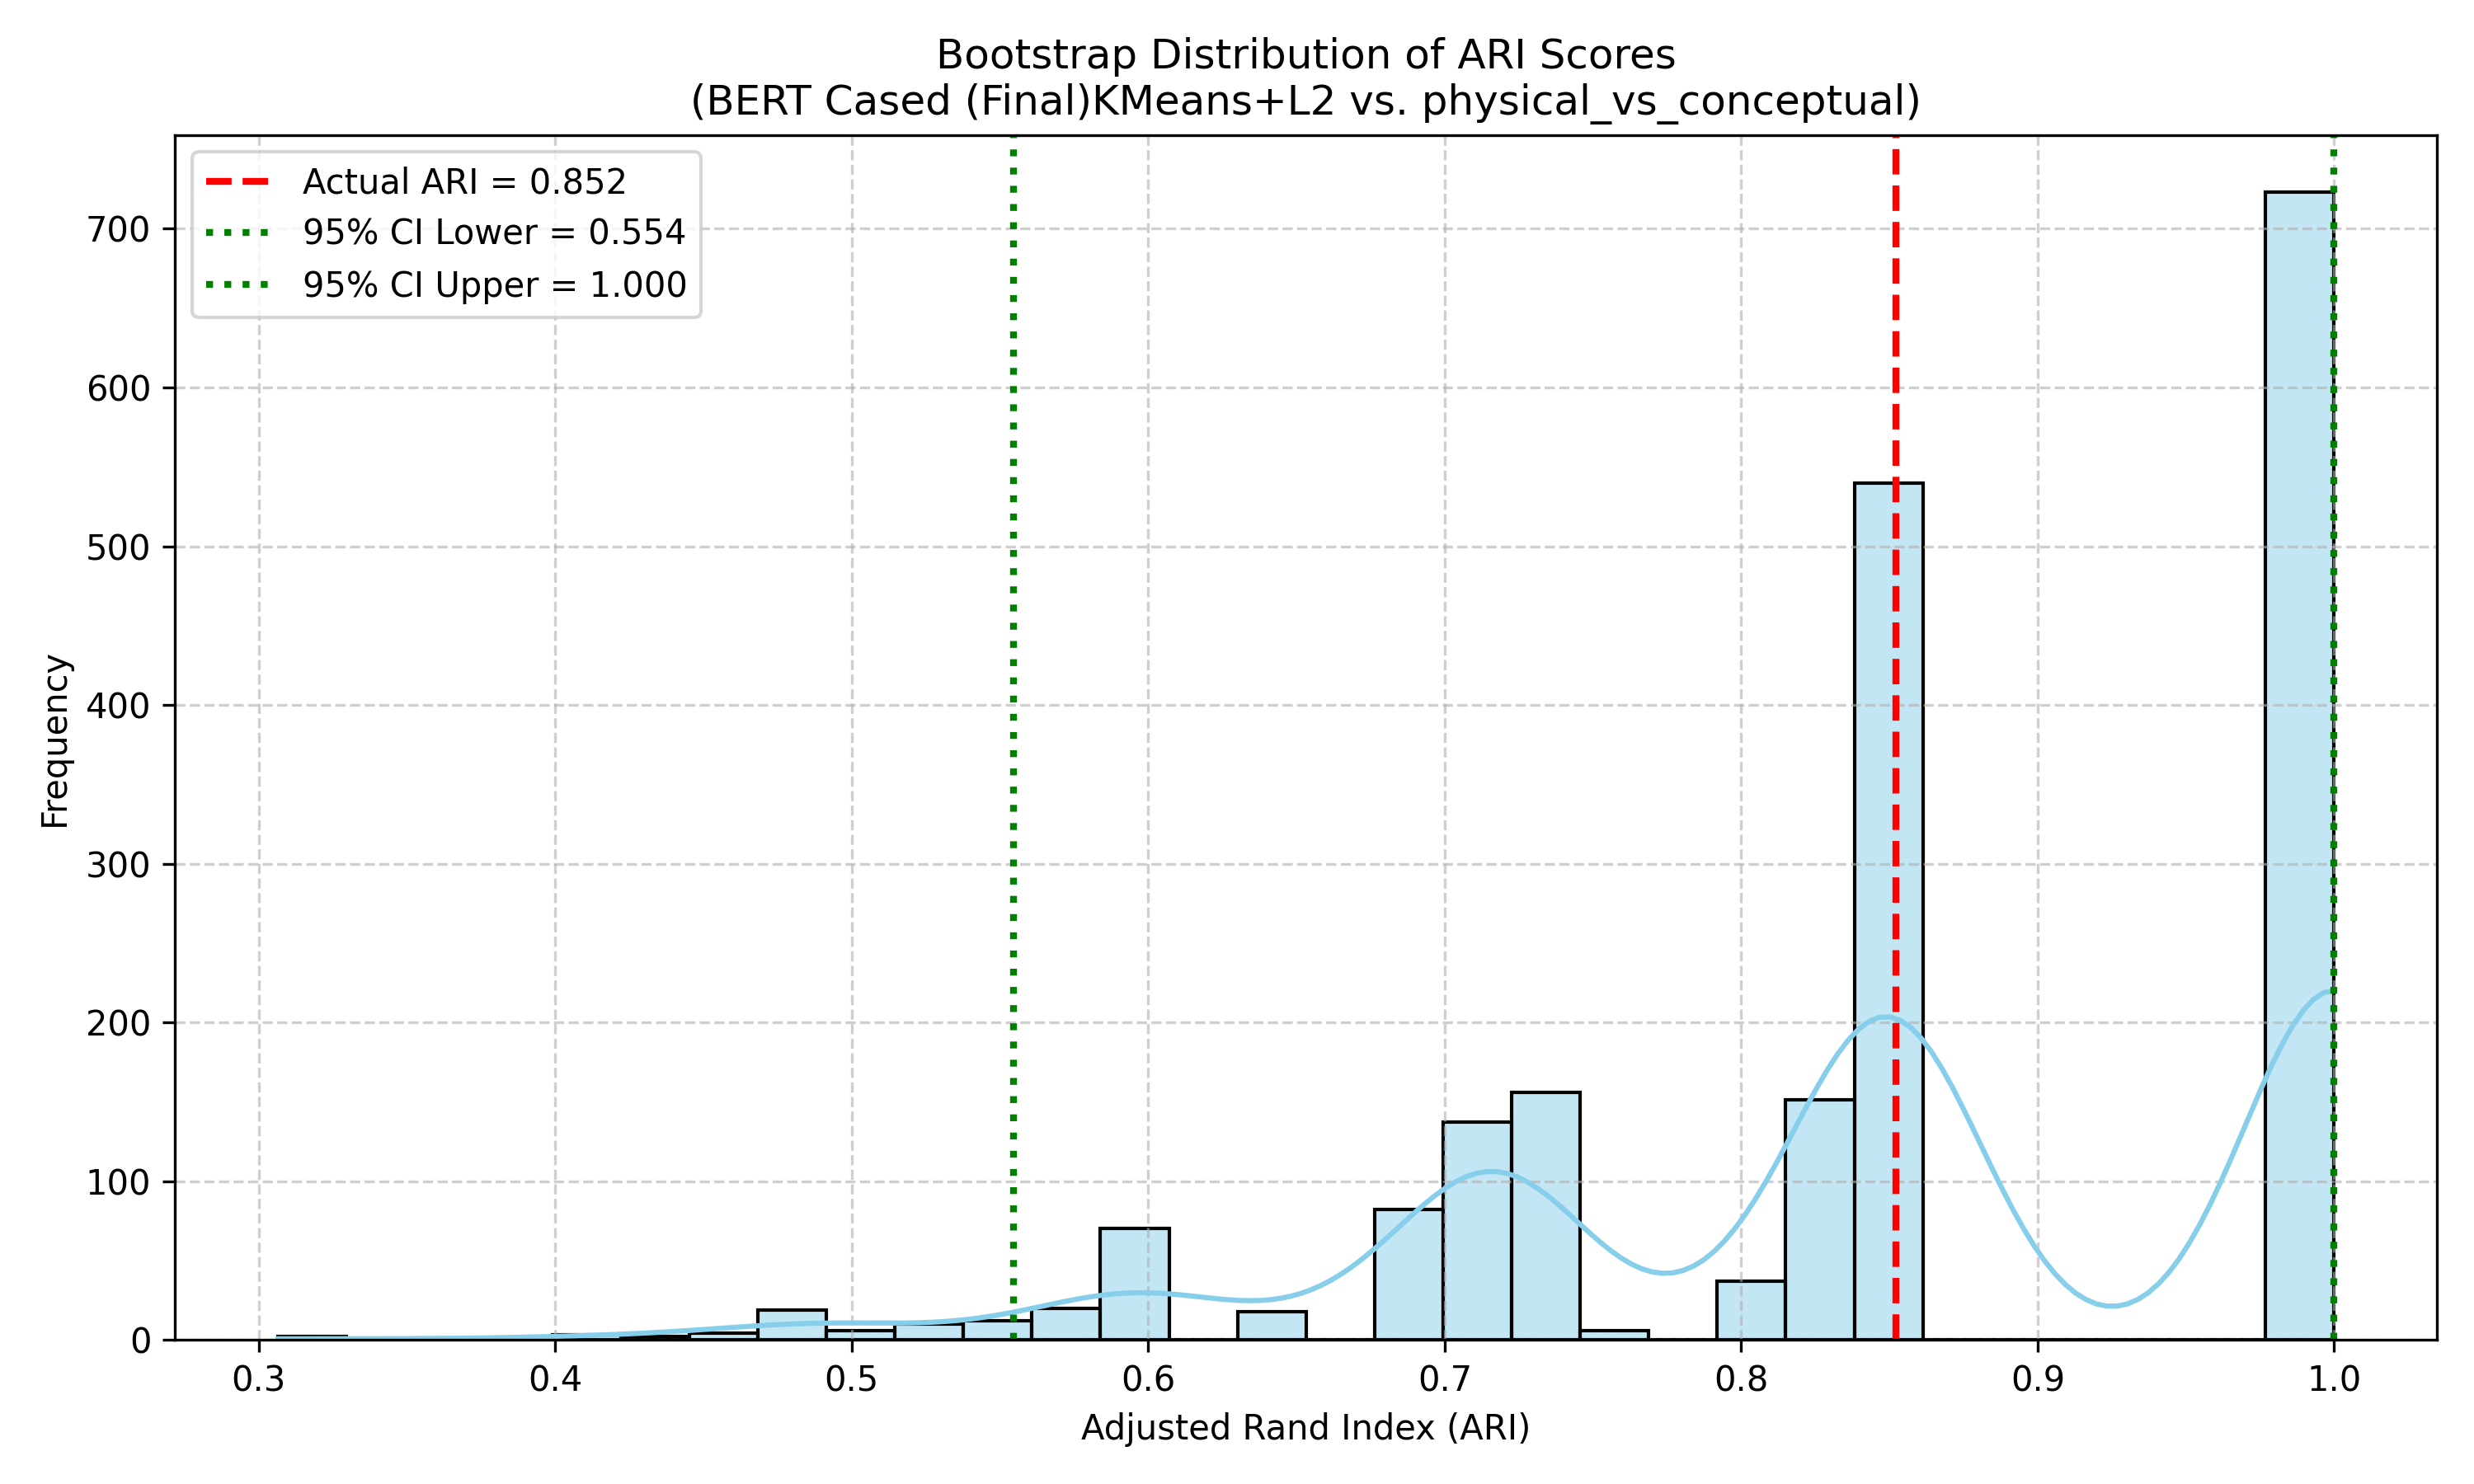 Bootstrap Distribution of ARI Scores
(BERT Cased (Final)KMeans+L2 vs. physical_vs_conceptual)
Actual ARI = 0.852
95% CI Lower = 0.554
95% CI Upper = 1.000
Frequency
700
600
500
400
300
200
100
0
0.3 0.4 0.5 0.6 0.7 0.8 0.9 1.0
Adjusted Rand Index (ARI)